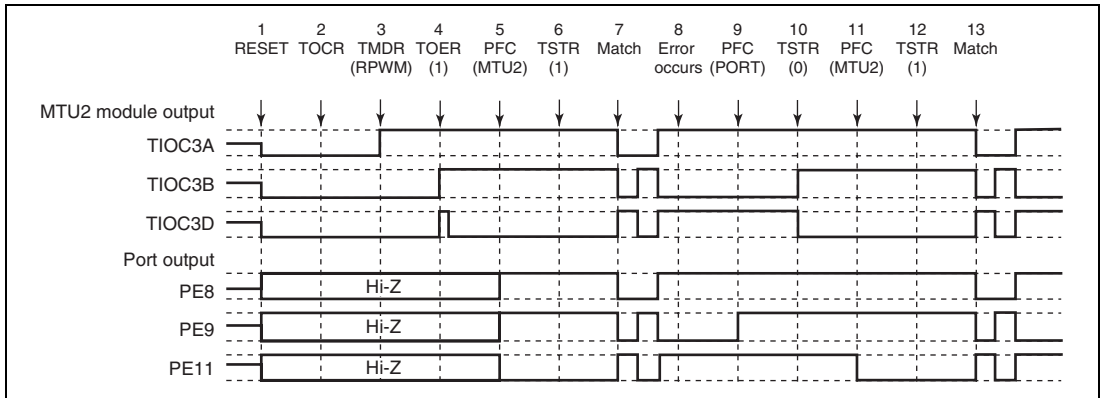 1 2 3 4 5 6 7 8 9 10 11 12 13
RESET TOCR TMDR TOER PFC TSTR Match Error PFC TSTR PFC TSTR Match
(RPWM) (1) (MTU2) (1) occurs (PORT) (0) (MTU2) (1)
MTU2 module output
TIOC3A
TIOC3B
TIOC3D
Port output
PE8 Hi-Z
PE9 Hi-Z
PE11 Hi-Z